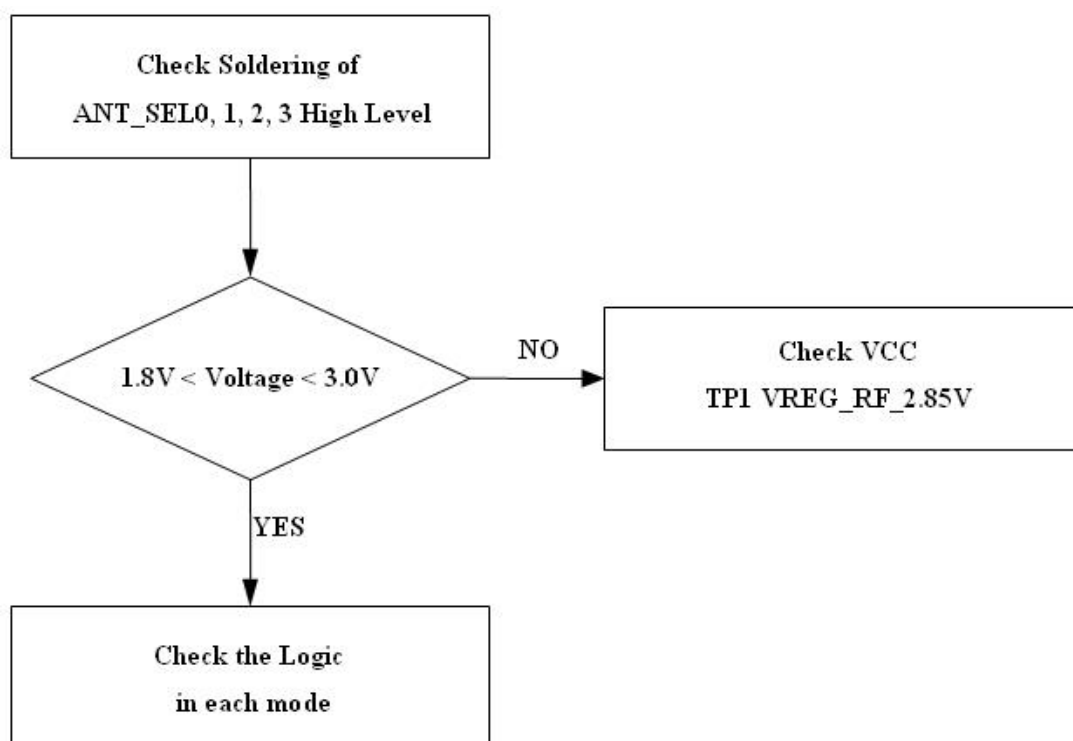 Check Soldering of
ANT_SEL0, 1, 2, 3 High Level
1.8V < Voltage < 3.0V
NO
Check VCC
TP1 VREG_RF_2.85V
YES
Check the Logic
in each mode